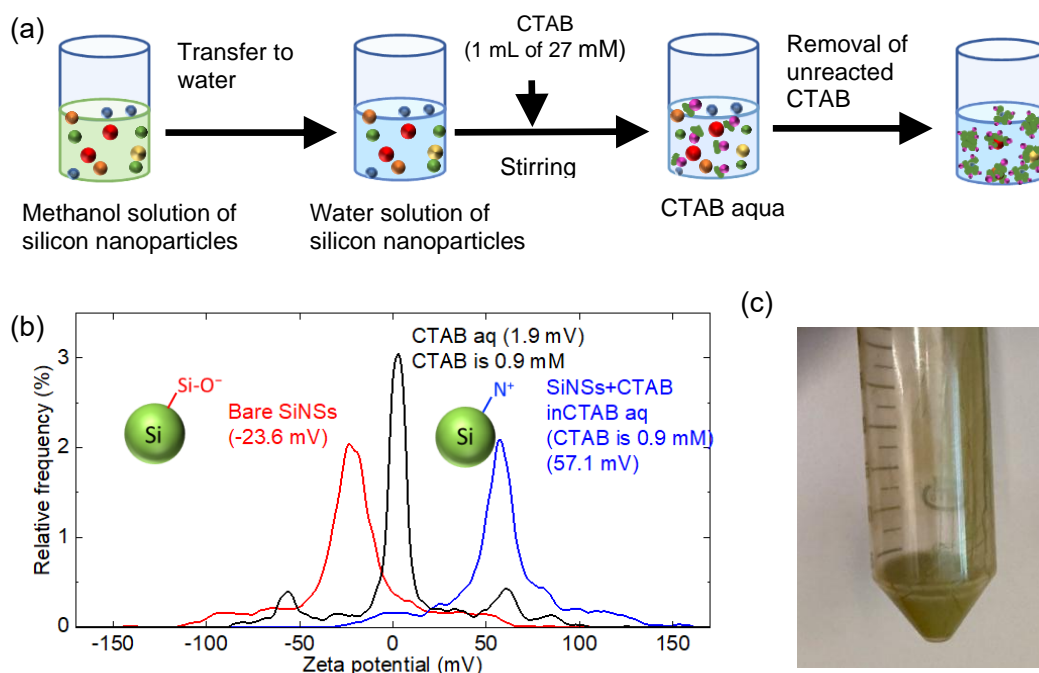 (a)
Transfer to
water
CTAB
(1 mL of 27 mM)
Stirring
Removal of
unreacted
CTAB
Methanol solution of
silicon nanoparticles
Water solution of
silicon nanoparticles
CTAB aqua
(b)
CTAB aq (1.9 mV)
CTAB is 0.9 mM
Si-O⁻
Si
Bare SiNSs
(-23.6 mV)
N⁺
Si
SiNSs+CTAB
inCTAB aq
(CTAB is 0.9 mM)
(57.1 mV)
Relative frequency (%)
3
2
1
0
-150 -100 -50 0 50 100 150
Zeta potential (mV)
(c)